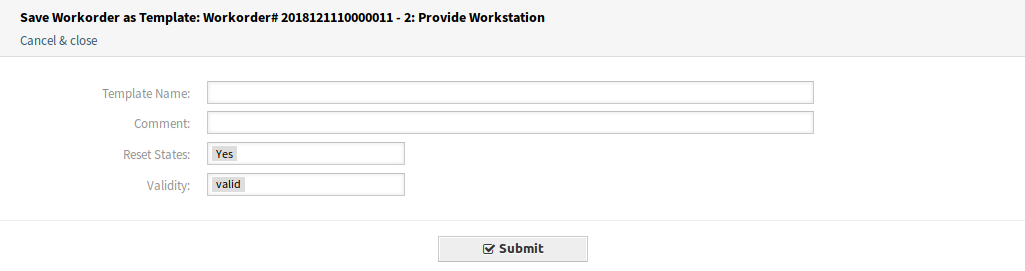 Save Workorder as Template: Workorder# 2018121110000011 - 2: Provide Workstation
Cancel & close
Template Name:
Comment:
Reset States: Yes
Validity: valid
Submit